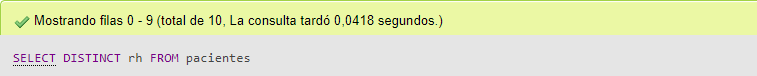 Mostrando filas 0 - 9 (total de 10, La consulta tardó 0,0418 segundos.)
SELECT DISTINCT rh FROM pacientes